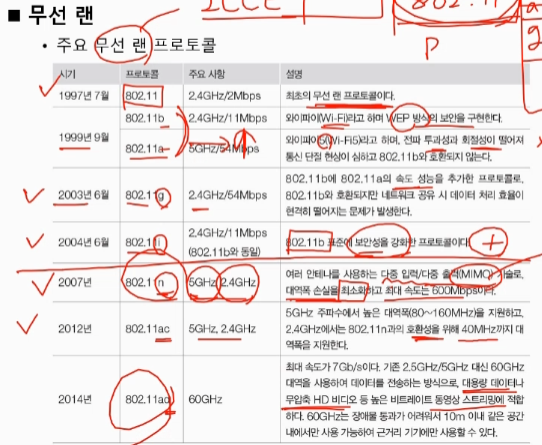 ■ 무선 랜
IEEE 802.11
• 주요 무선 랜 프로토콜
P
시기 프로토콜 주요 사항 설명
1997년 7월 802.11 2.4GHz/2Mbps 최초의 무선 랜 프로토콜이다.
1999년 9월 802.11b 2.4GHz/11Mbps 와이파이(Wi-Fi)라고 하며 WEP 방식의 보안을 구현한다.
802.11a 5GHz/54Mbps 와이파이5(Wi-Fi5)라고 하며, 전파 투과성과 회절성이 떨어져
통신 단절 현상이 심하고 802.11b와 호환되지 않는다.
2003년 6월 802.11g 2.4GHz/54Mbps 802.11b에 802.11a의 속도 성능을 추가한 프로토콜로,
802.11b와 호환되지만 네트워크 공유 시 데이터 처리 효율이
현격히 떨어지는 문제가 발생한다.
2004년 6월 802.11i 2.4GHz/11Mbps
(802.11b와 동일) 802.11b 표준에 보안성을 강화한 프로토콜이다.
2007년 802.11n 5GHz, 2.4GHz 여러 안테나를 사용하는 다중 입력/다중 출력(MIMO) 기술로,
대역폭 손실을 최소화하고 최대 속도는 600Mbps이다.
2012년 802.11ac 5GHz, 2.4GHz 5GHz 주파수에서 높은 대역폭(80~160MHz)을 지원하고,
2.4GHz에서는 802.11n과의 호환성을 위해 40MHz까지 대
역폭을 지원한다.
2014년 802.11ad 60GHz 최대 속도가 7Gb/s이다. 기존 2.5GHz/5GHz 대신 60GHz
대역을 사용하여 데이터를 전송하는 방식으로, 대용량 데이터나
무압축 HD 비디오 등 높은 비트레이트 동영상 스트리밍에 적합
하다. 60GHz는 장애물 통과가 어려워서 10m 이내 같은 공간
내에서만 사용 가능하여 근거리 기기에만 사용할 수 있다.